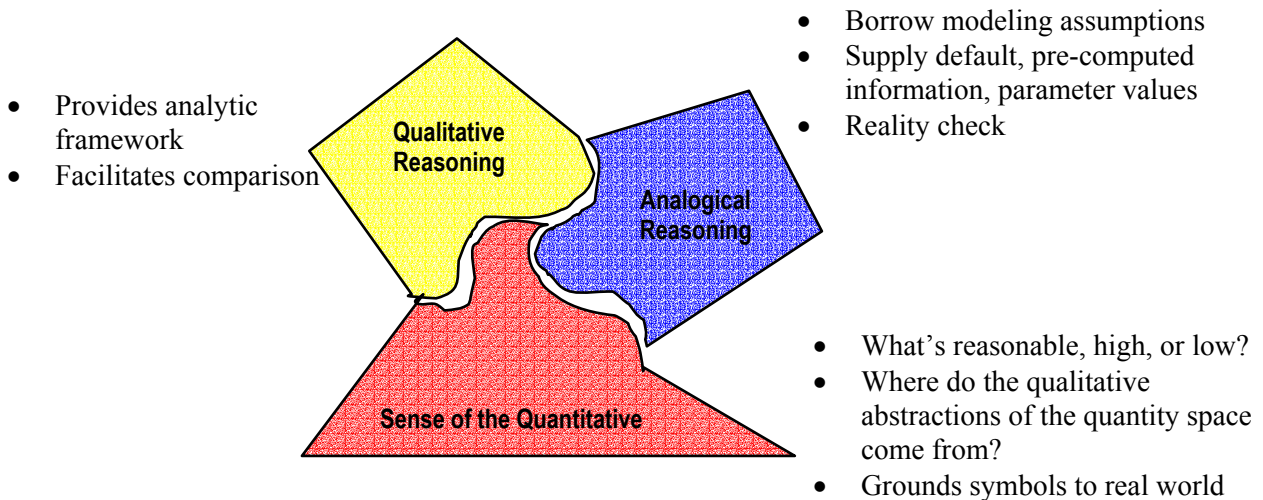 • Provides analytic
framework
• Facilitates comparison
Qualitative
Reasoning
• Borrow modeling assumptions
• Supply default, pre-computed
information, parameter values
• Reality check
Analogical
Reasoning
Sense of the Quantitative
• What’s reasonable, high, or low?
• Where do the qualitative
abstractions of the quantity space
come from?
• Grounds symbols to real world